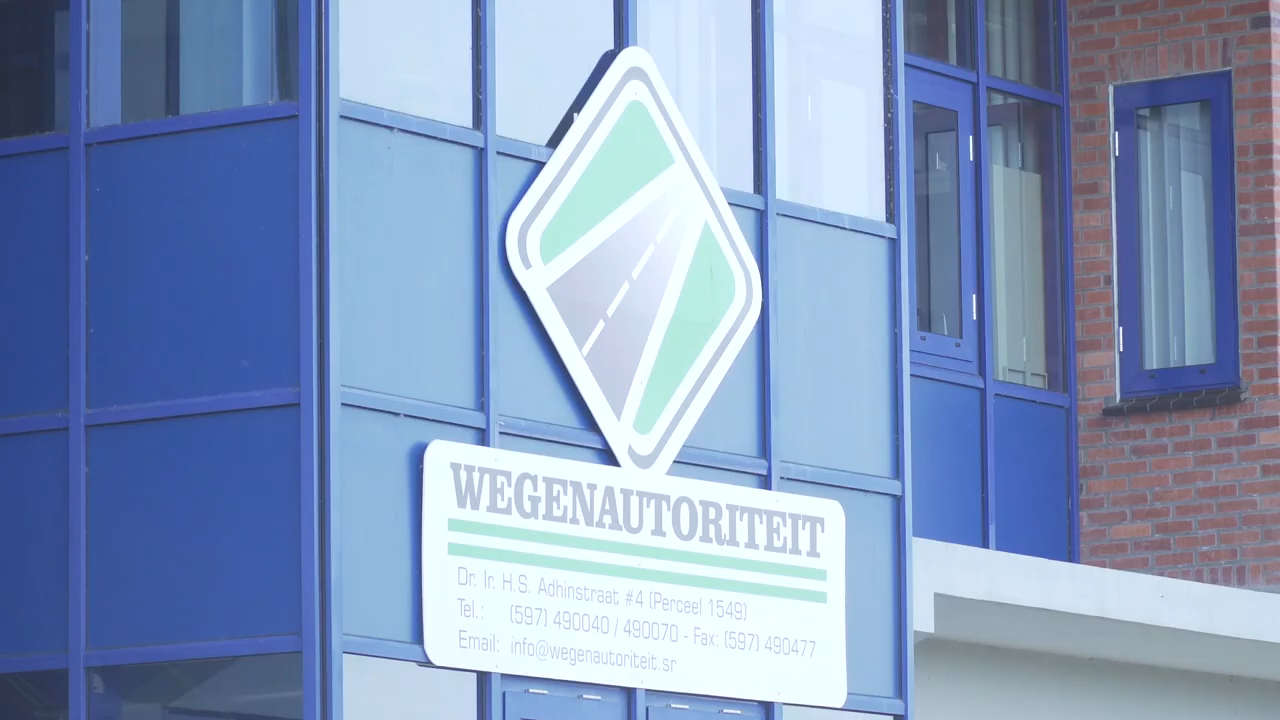 WEGENAUTORITEIT
Dr. Ir. H.S. Adhinstraat #4 (Perceel 1549)
Tel.: (597) 490040 / 490070 - Fax: (597) 490477
Email: info@wegenautoriteit.sr